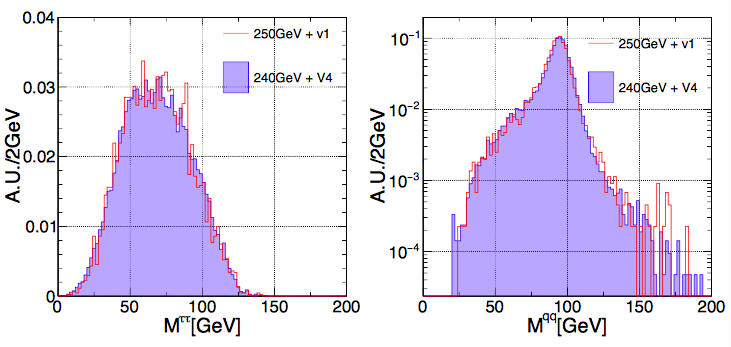 0.04
0.03
0.02
0.01
0
A.U./2GeV
250GeV + v1
240GeV + V4
0 50 100 150 200
Mττ[GeV]
10⁻¹
10⁻²
10⁻³
10⁻⁴
A.U./2GeV
250GeV + v1
240GeV + V4
0 50 100 150 200
Mqq[GeV]